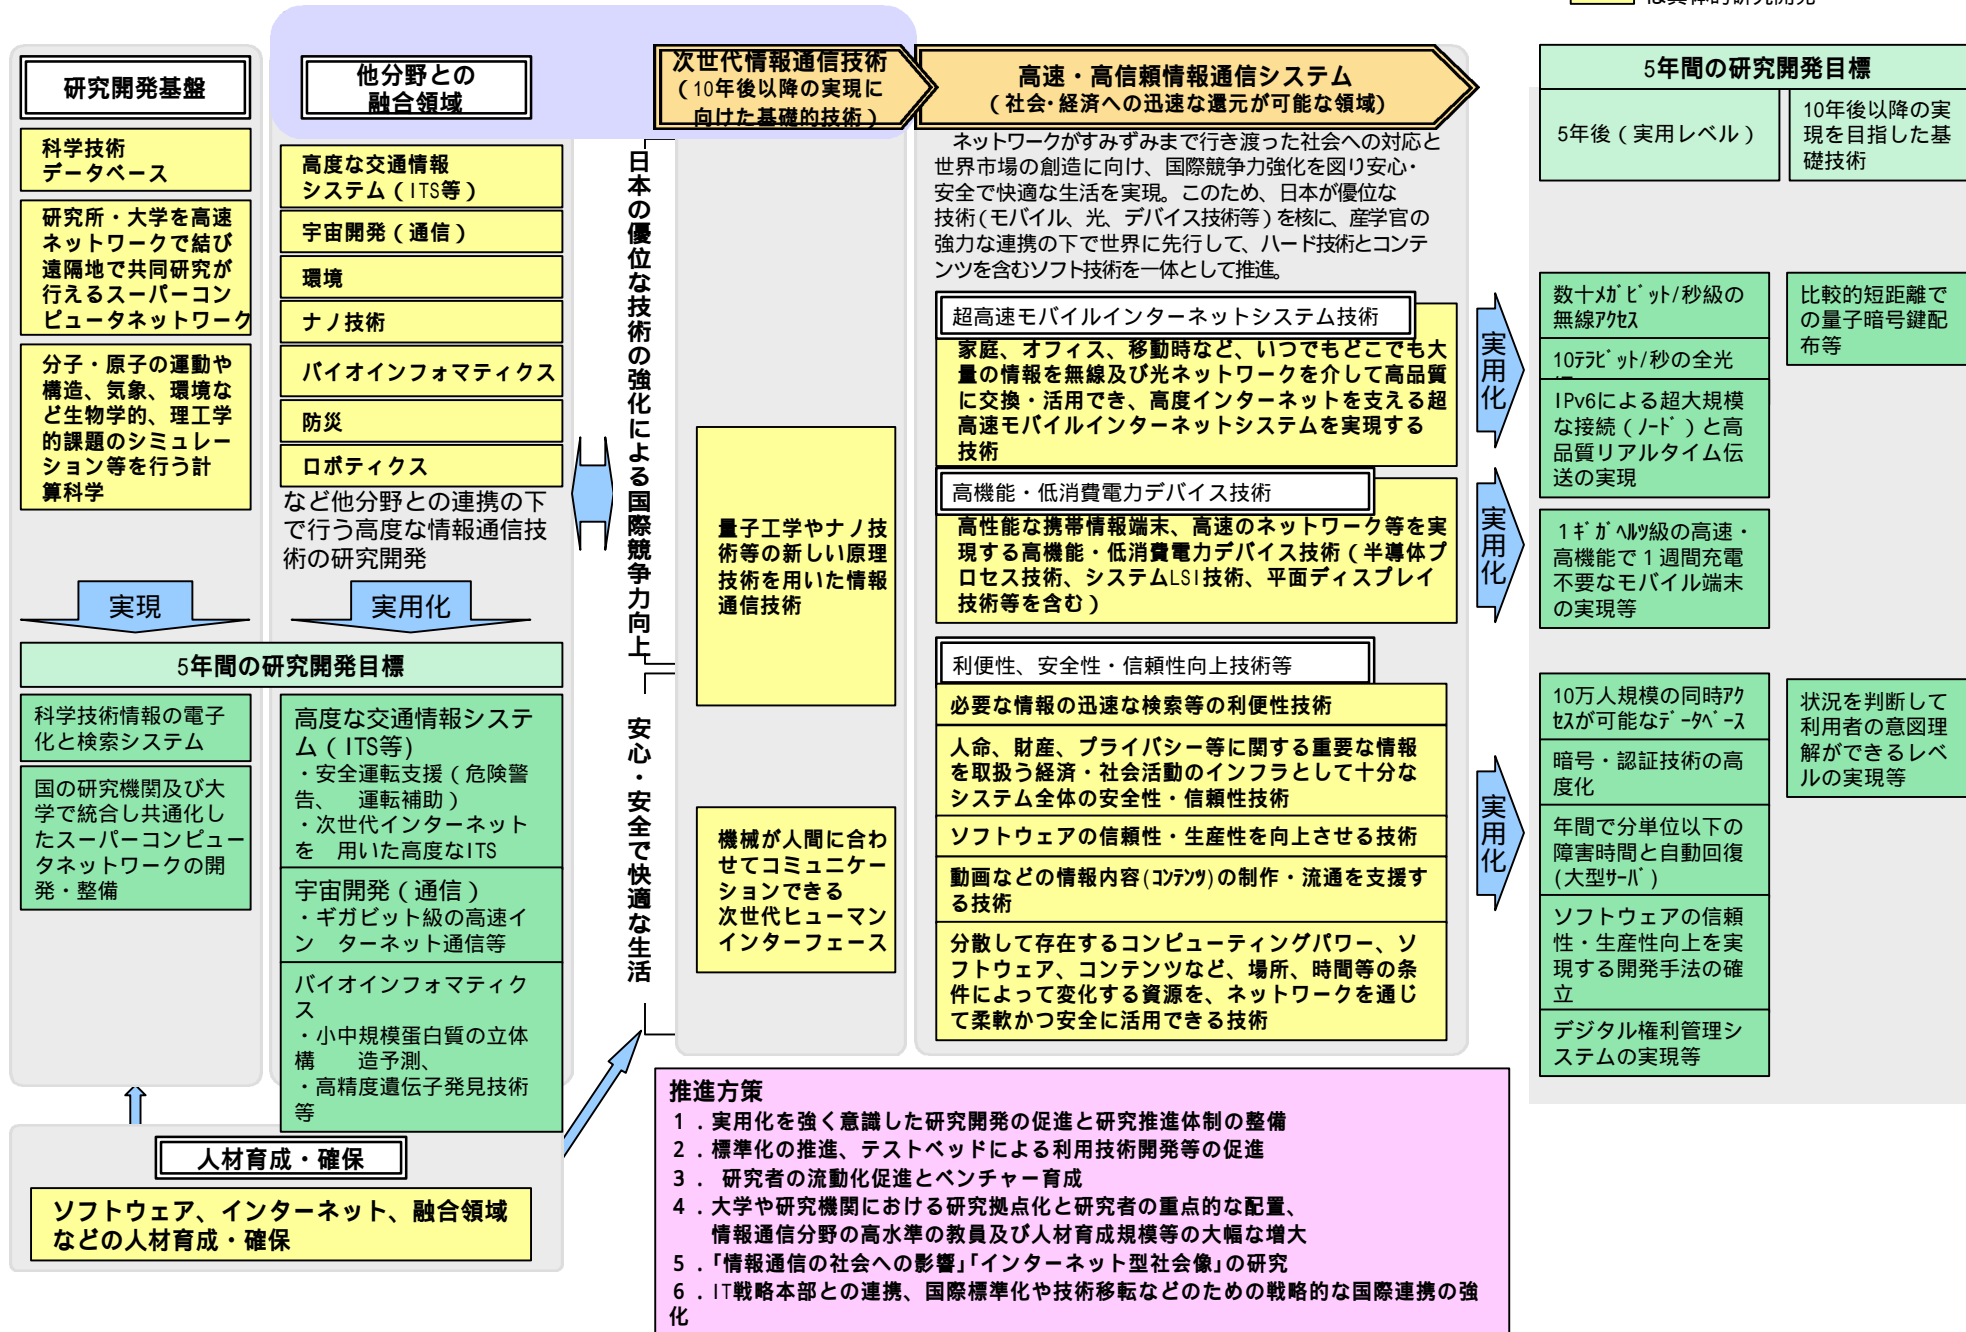 は具体的研究開発
研究開発基盤
科学技術
データベース
研究所・大学を高速
ネットワークで結び
遠隔地で共同研究が
行えるスーパーコン
ピュータネットワーク
分子・原子の運動や
構造、気象、環境な
ど生物学的、理工学
的課題のシミュレー
ション等を行う計
算科学
実現
他分野との
融合領域
高度な交通情報
システム（ITS等）
宇宙開発（通信）
環境
ナノ技術
バイオインフォマティクス
防災
ロボティクス
など他分野との連携の下
で行う高度な情報通信技
術の研究開発
実用化
5年間の研究開発目標
科学技術情報の電子
化と検索システム
国の研究機関及び大
学で統合し共通化し
たスーパーコンピュー
タネットワークの開
発・整備
高度な交通情報システ
ム（ITS等)
・安全運転支援（危険警
告、　運転補助）
・次世代インターネット
を　用いた高度なITS
宇宙開発（通信）
・ギガビット級の高速イ
ン　ターネット通信等
バイオインフォマティク
ス
・小中規模蛋白質の立体
構　造予測、
・高精度遺伝子発見技術
等
人材育成・確保
ソフトウェア、インターネット、融合領域
などの人材育成・確保
日本の優位な技術の強化による国際競争力向上
安心・安全で快適な生活
次世代情報通信技術
（10年後以降の実現に
向けた基礎的技術）
量子工学やナノ技
術等の新しい原理
技術を用いた情報
通信技術
機械が人間に合わ
せてコミュニケー
ションできる
次世代ヒューマン
インターフェース
高速・高信頼情報通信システム
（社会・経済への迅速な還元が可能な領域）
ネットワークがすみずみまで行き渡った社会への対応と
世界市場の創造に向け、国際競争力強化を図り安心・
安全で快適な生活を実現。このため、日本が優位な
技術(モバイル、光、デバイス技術等)を核に、産学官の
強力な連携の下で世界に先行して、ハード技術とコンテ
ンツを含むソフト技術を一体として推進。
超高速モバイルインターネットシステム技術
家庭、オフィス、移動時など、いつでもどこでも大
量の情報を無線及び光ネットワークを介して高品質
に交換・活用でき、高度インターネットを支える超
高速モバイルインターネットシステムを実現する
技術
実用化
高機能・低消費電力デバイス技術
高性能な携帯情報端末、高速のネットワーク等を実
現する高機能・低消費電力デバイス技術（半導体プ
ロセス技術、システムLSI技術、平面ディスプレイ
技術等を含む）
実用化
利便性、安全性・信頼性向上技術等
必要な情報の迅速な検索等の利便性技術
人命、財産、プライバシー等に関する重要な情報
を取扱う経済・社会活動のインフラとして十分な
システム全体の安全性・信頼性技術
ソフトウェアの信頼性・生産性を向上させる技術
動画などの情報内容(ｺﾝﾃﾝﾂ)の制作・流通を支援す
る技術
分散して存在するコンピューティングパワー、ソ
フトウェア、コンテンツなど、場所、時間等の条
件によって変化する資源を、ネットワークを通じ
て柔軟かつ安全に活用できる技術
実用化
5年間の研究開発目標
5年後（実用レベル）
10年後以降の実
現を目指した基
礎技術
数十ﾒｶﾞﾋﾞｯﾄ/秒級の
無線ｱｸｾｽ
10ﾃﾗﾋﾞｯﾄ/秒の全光
IPv6による超大規模
な接続（ﾉｰﾄﾞ）と高
品質リアルタイム伝
送の実現
比較的短距離で
の量子暗号鍵配
布等
1ｷﾞｶﾞﾍﾙﾂ級の高速・
高機能で１週間充電
不要なモバイル端末
の実現等
10万人規模の同時ｱｸ
ｾｽが可能なﾃﾞｰﾀﾍﾞｰｽ
暗号・認証技術の高
度化
年間で分単位以下の
障害時間と自動回復
(大型ｻｰﾊﾞ)
ソフトウェアの信頼
性・生産性向上を実
現する開発手法の確
立
デジタル権利管理シ
ステムの実現等
状況を判断して
利用者の意図理
解ができるレベ
ルの実現等
推進方策
１．実用化を強く意識した研究開発の促進と研究推進体制の整備
２．標準化の推進、テストベッドによる利用技術開発等の促進
３． 研究者の流動化促進とベンチャー育成
４．大学や研究機関における研究拠点化と研究者の重点的な配置、
情報通信分野の高水準の教員及び人材育成規模等の大幅な増大
５．｢情報通信の社会への影響｣｢インターネット型社会像｣の研究
６．IT戦略本部との連携、国際標準化や技術移転などのための戦略的な国際連携の強
化